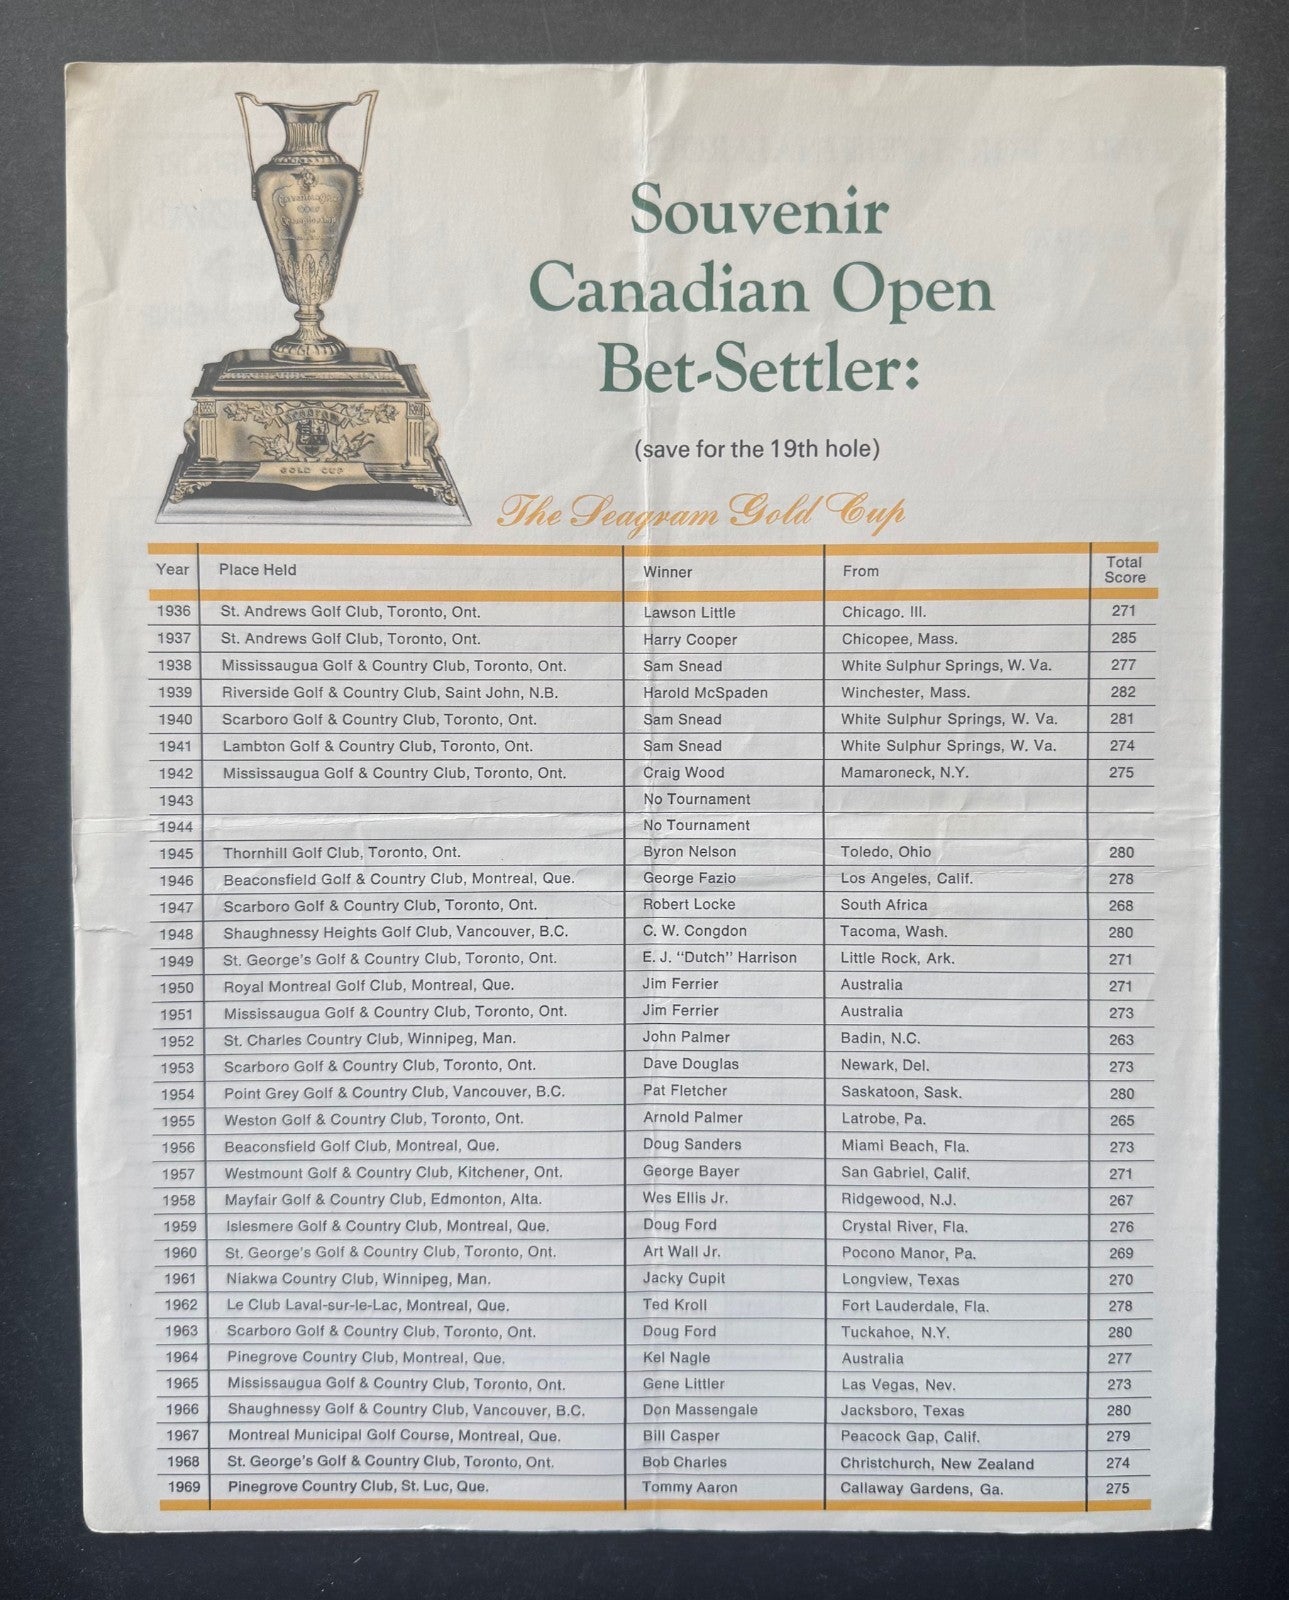 Souvenir
Canadian Open
Bet-Settler:
(save for the 19th hole)
GOLD CUP
The Seagram Gold Cup
Year Place Held Winner From Total Score
1936 St. Andrews Golf Club, Toronto, Ont. Lawson Little Chicago. Ill. 271
1937 St. Andrews Golf Club, Toronto, Ont. Harry Cooper Chicopee, Mass. 285
1938 Mississaugua Golf & Country Club, Toronto, Ont. Sam Snead White Sulphur Springs, W. Va. 277
1939 Riverside Golf & Country Club, Saint John, N.B. Harold McSpaden Winchester, Mass. 282
1940 Scarboro Golf & Country Club, Toronto, Ont. Sam Snead White Sulphur Springs, W. Va. 281
1941 Lambton Golf & Country Club, Toronto, Ont. Sam Snead White Sulphur Springs, W. Va. 274
1942 Mississaugua Golf & Country Club, Toronto, Ont. Craig Wood Mamaroneck, N.Y. 275
1943 No Tournament
1944 No Tournament
1945 Thornhill Golf Club, Toronto, Ont. Byron Nelson Toledo, Ohio 280
1946 Beaconsfield Golf & Country Club, Montreal, Que. George Fazio Los Angeles, Calif. 278
1947 Scarboro Golf & Country Club, Toronto, Ont. Robert Locke South Africa 268
1948 Shaughnessy Heights Golf Club, Vancouver, B.C. C. W. Congdon Tacoma, Wash. 280
1949 St. George's Golf & Country Club, Toronto, Ont. E. J. "Dutch" Harrison Little Rock, Ark. 271
1950 Royal Montreal Golf Club, Montreal, Que. Jim Ferrier Australia 271
1951 Mississaugua Golf & Country Club, Toronto, Ont. Jim Ferrier Australia 273
1952 St. Charles Country Club, Winnipeg, Man. John Palmer Badin, N.C. 263
1953 Scarboro Golf & Country Club, Toronto, Ont. Dave Douglas Newark, Del. 273
1954 Point Grey Golf & Country Club, Vancouver, B.C. Pat Fletcher Saskatoon, Sask. 280
1955 Weston Golf & Country Club, Toronto, Ont. Arnold Palmer Latrobe, Pa. 265
1956 Beaconsfield Golf Club, Montreal, Que. Doug Sanders Miami Beach, Fla. 273
1957 Westmount Golf & Country Club, Kitchener, Ont. George Bayer San Gabriel, Calif. 271
1958 Mayfair Golf & Country Club, Edmonton, Alta. Wes Ellis Jr. Ridgewood, N.J. 267
1959 Islesmere Golf & Country Club, Montreal, Que. Doug Ford Crystal River, Fla. 276
1960 St. George's Golf & Country Club, Toronto, Ont. Art Wall Jr. Pocono Manor, Pa. 269
1961 Niakwa Country Club, Winnipeg, Man. Jacky Cupit Longview, Texas 270
1962 Le Club Laval-sur-le-Lac, Montreal, Que. Ted Kroll Fort Lauderdale, Fla. 278
1963 Scarboro Golf & Country Club, Toronto, Ont. Doug Ford Tuckahoe, N.Y. 280
1964 Pinegrove Country Club, Montreal, Que. Kel Nagle Australia 277
1965 Mississaugua Golf & Country Club, Toronto, Ont. Gene Littler Las Vegas, Nev. 273
1966 Shaughnessy Golf & Country Club, Vancouver, B.C. Don Massengale Jacksboro, Texas 280
1967 Montreal Municipal Golf Course, Montreal, Que. Bill Casper Peacock Gap, Calif. 279
1968 St. George's Golf & Country Club, Toronto, Ont. Bob Charles Christchurch, New Zealand 274
1969 Pinegrove Country Club, St. Luc, Que. Tommy Aaron Callaway Gardens, Ga. 275